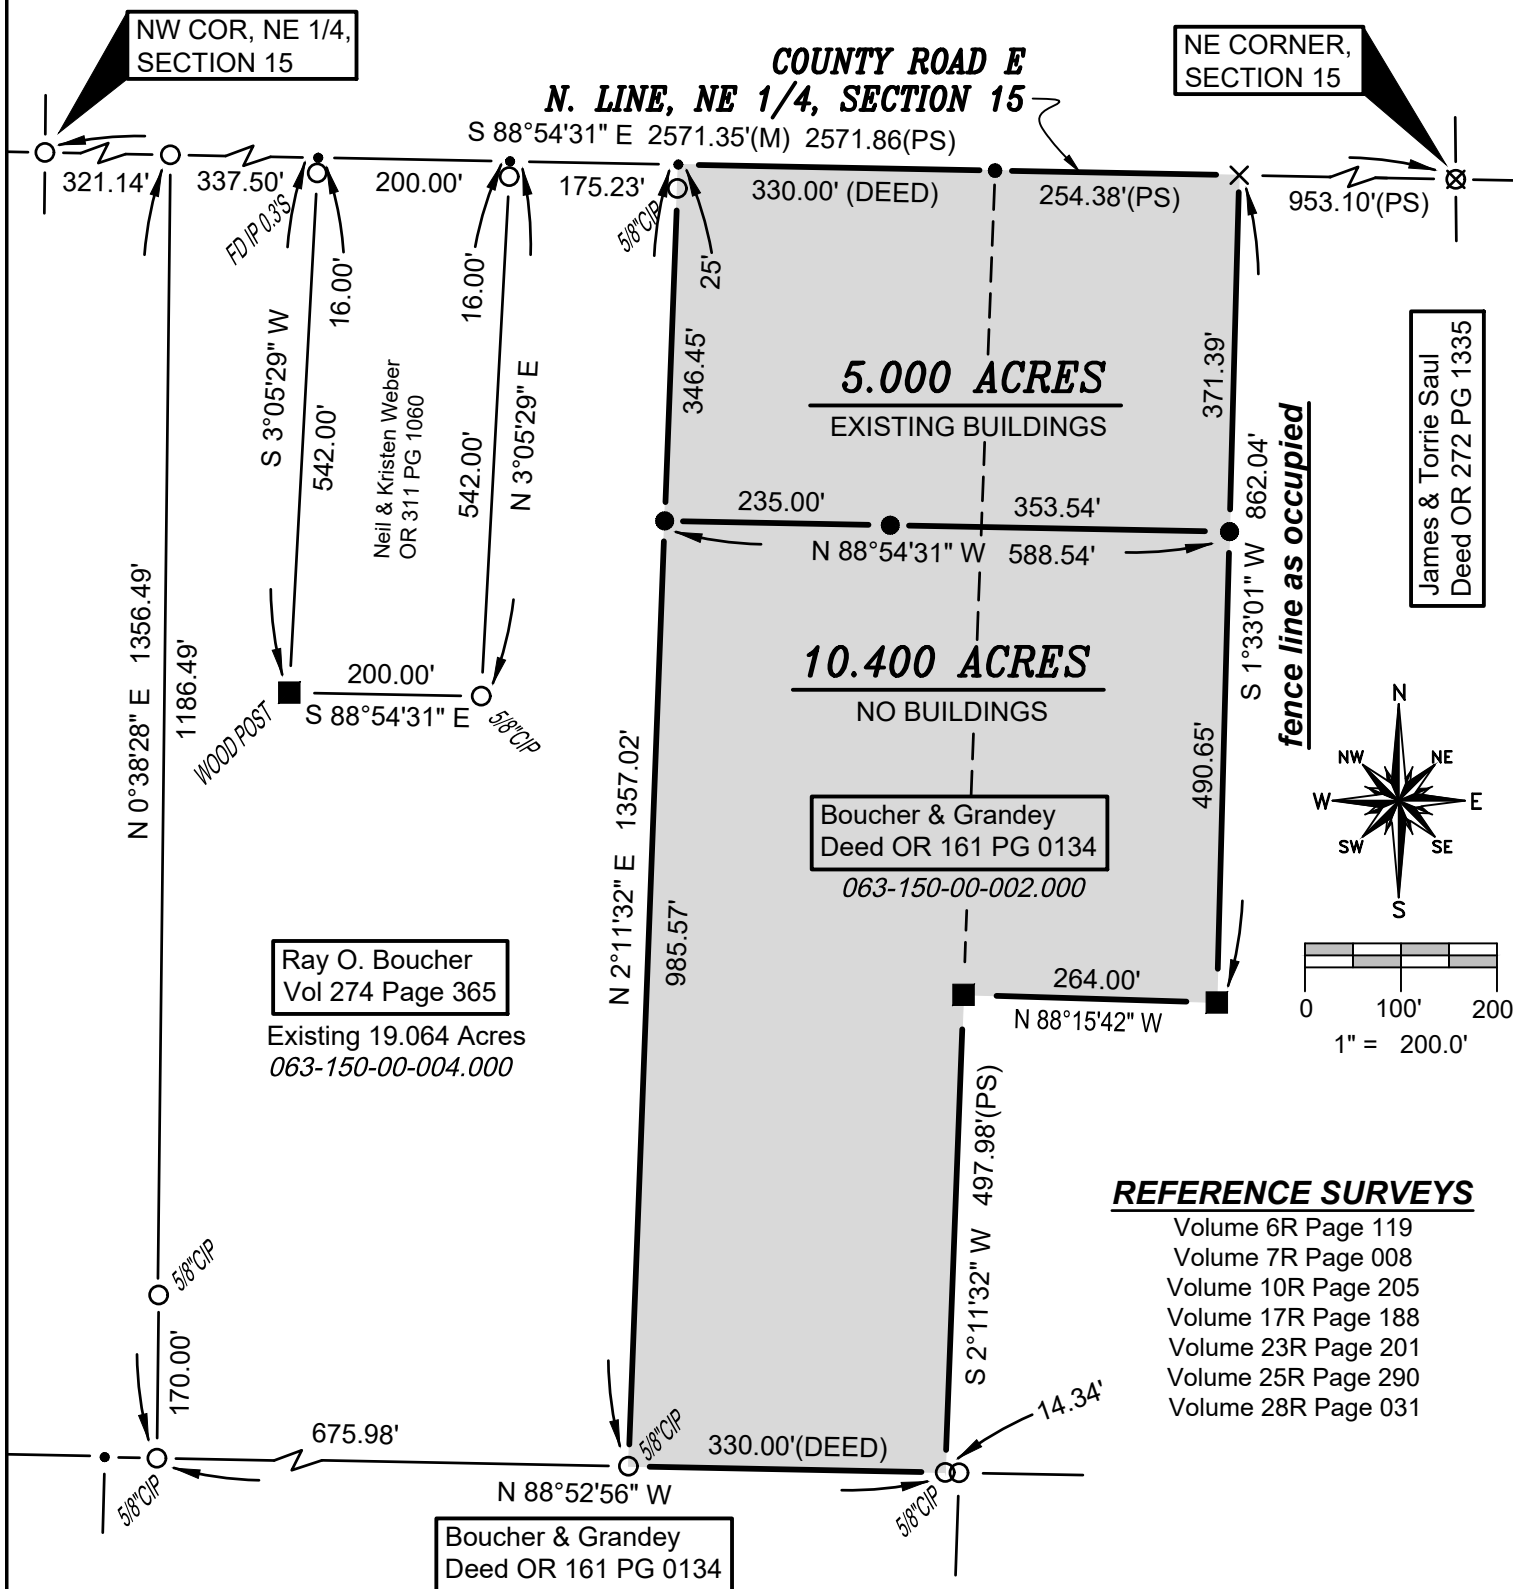 NW COR, NE 1/4,
SECTION 15
COUNTY ROAD E
N. LINE, NE 1/4, SECTION 15
NE CORNER,
SECTION 15
S 88°54'31" E 2571.35'(M) 2571.86(PS)
321.14'
337.50'
200.00'
175.23'
330.00' (DEED)
254.38'(PS)
953.10'(PS)
FD IP 0.3'S
5/8"CIP
16.00'
16.00'
25'
S 3°05'29" W
542.00'
Neil & Kristen Weber
OR 311 PG 1060
542.00'
N 3°05'29" E
346.45'
371.39'
5.000 ACRES
EXISTING BUILDINGS
James & Torrie Saul
Deed OR 272 PG 1335
235.00'
353.54'
N 88°54'31" W 588.54'
S 1°33'01" W 862.04'
fence line as occupied
N 0°38'28" E 1356.49'
1186.49'
200.00'
S 88°54'31" E
WOOD POST
5/8"CIP
10.400 ACRES
NO BUILDINGS
490.65'
N
NW
NE
W
E
SW
SE
S
N 2°11'32" E 1357.02'
985.57'
Boucher & Grandey
Deed OR 161 PG 0134
063-150-00-002.000
Ray O. Boucher
Vol 274 Page 365
Existing 19.064 Acres
063-150-00-004.000
264.00'
N 88°15'42" W
0 100' 200
1" = 200.0'
S 2°11'32" W 497.98'(PS)
REFERENCE SURVEYS
Volume 6R Page 119
Volume 7R Page 008
Volume 10R Page 205
Volume 17R Page 188
Volume 23R Page 201
Volume 25R Page 290
Volume 28R Page 031
5/8"CIP
170.00'
675.98'
5/8"CIP
330.00'(DEED)
14.34'
5/8"CIP
N 88°52'56" W
5/8"CIP
Boucher & Grandey
Deed OR 161 PG 0134